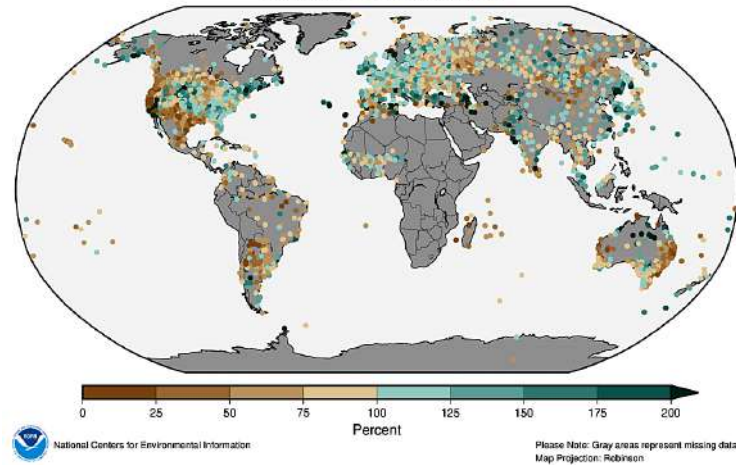 0 25 50 75 100 125 150 175 200
Percent
National Centers for Environmental Information
Please Note: Gray areas represent missing data
Map Projection: Robinson